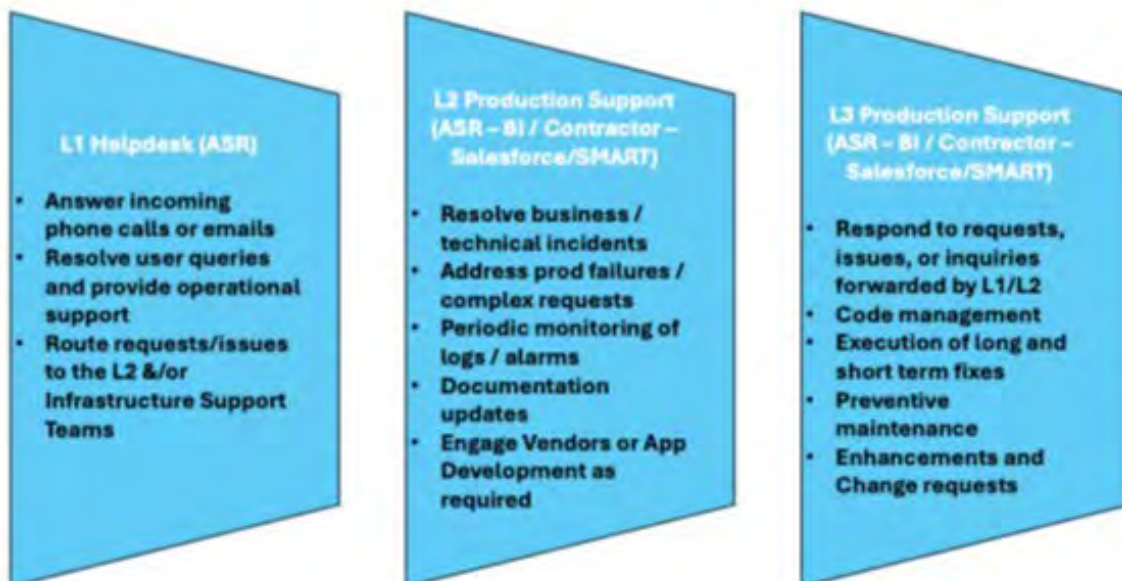 L1 Helpdesk (ASR)
• Answer incoming
phone calls or emails
• Resolve user queries
and provide operational
support
• Route requests/issues
to the L2 &/or
Infrastructure Support
Teams
L2 Production Support
(ASR – BI / Contractor –
Salesforce/SMART)
• Resolve business /
technical incidents
• Address prod failures /
complex requests
• Periodic monitoring of
logs / alarms
• Documentation
updates
• Engage Vendors or App
Development as
required
L3 Production Support
(ASR – BI / Contractor –
Salesforce/SMART)
• Respond to requests,
issues, or inquiries
forwarded by L1/L2
• Code management
• Execution of long and
short term fixes
• Preventive
maintenance
• Enhancements and
Change requests